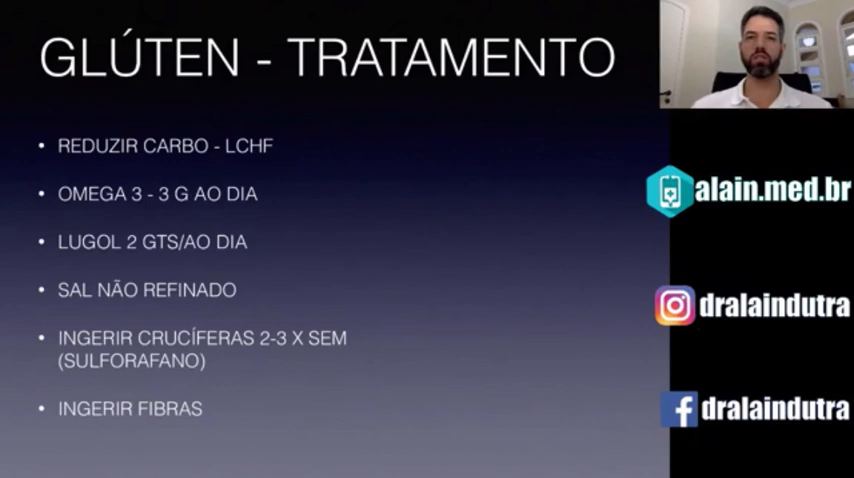 GLÚTEN - TRATAMENTO
• REDUZIR CARBO - LCHF
• OMEGA 3 - 3 G AO DIA
• LUGOL 2 GTS/AO DIA
• SAL NÃO REFINADO
• INGERIR CRUCÍFERAS 2-3 X SEM
(SULFORAFANO)
• INGERIR FIBRAS
alain.med.br
dralaindutra
dralaindutra